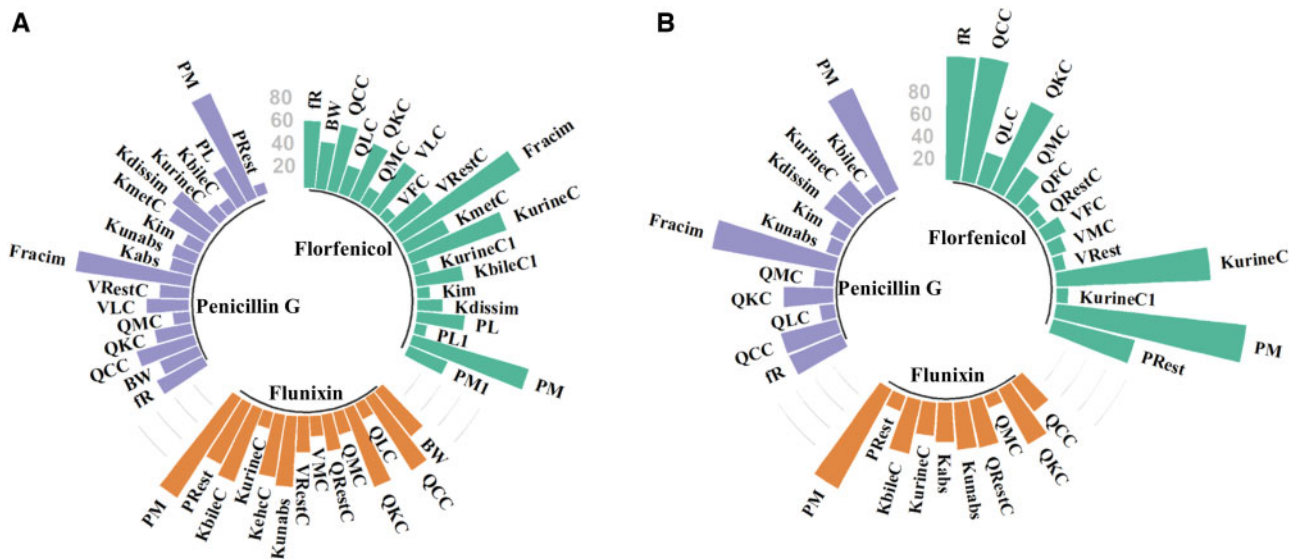 A
80
60
40
20
fR
BW
QCC
QLC
QKC
QMC
VLC
VFC
VRestC
Fracim
KmetC
KurineC
KurineC1
KbileC1
Kim
Kdissim
PL
PL1
PM
PM1
Florfenicol
BW
QCC
QLC
QKC
QMC
QRestC
VMC
VRestC
Kunabs
KehcC
KurineC
KbileC
PRest
PM
Flunixin
fR
BW
QCC
QKC
QMC
VLC
VRestC
Fracim
Kabs
Kunabs
Kim
KmetC
Kdissim
KurineC
KbileC
PL
PM
PRest
Penicillin G
B
80
60
40
20
fR
QCC
QLC
QKC
QMC
QFC
QRestC
VFC
VMC
VRest
KurineC
KurineC1
PM
PRest
Florfenicol
QCC
QKC
QMC
QRestC
Kunabs
Kabs
KurineC
KbileC
PRest
PM
Flunixin
fR
QCC
QLC
QKC
QMC
Fracim
Kunabs
Kim
Kdissim
KurineC
KbileC
PM
Penicillin G